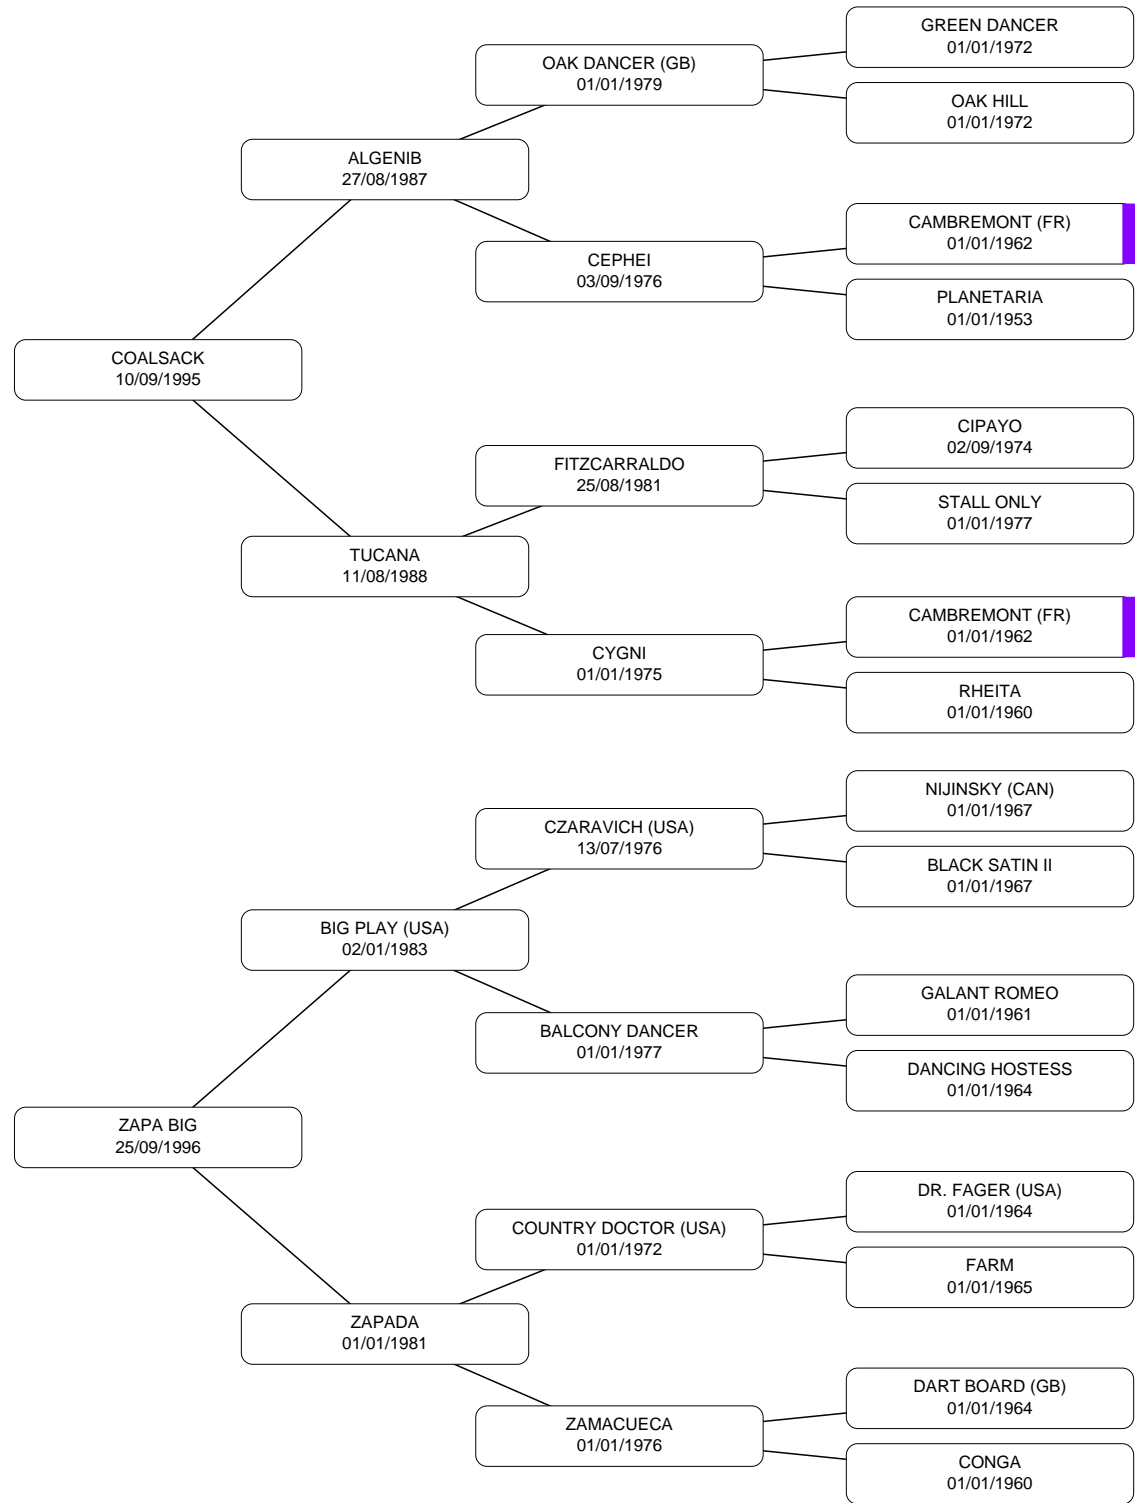 GREEN DANCER
01/01/1972
OAK DANCER (GB)
01/01/1979
OAK HILL
01/01/1972
ALGENIB
27/08/1987
CAMBREMONT (FR)
01/01/1962
CEPHEI
03/09/1976
PLANETARIA
01/01/1953
COALSACK
10/09/1995
CIPAYO
02/09/1974
FITZCARRALDO
25/08/1981
STALL ONLY
01/01/1977
TUCANA
11/08/1988
CAMBREMONT (FR)
01/01/1962
CYGNI
01/01/1975
RHEITA
01/01/1960
NIJINSKY (CAN)
01/01/1967
CZARAVICH (USA)
13/07/1976
BLACK SATIN II
01/01/1967
BIG PLAY (USA)
02/01/1983
GALANT ROMEO
01/01/1961
BALCONY DANCER
01/01/1977
DANCING HOSTESS
01/01/1964
ZAPA BIG
25/09/1996
DR. FAGER (USA)
01/01/1964
COUNTRY DOCTOR (USA)
01/01/1972
FARM
01/01/1965
ZAPADA
01/01/1981
DART BOARD (GB)
01/01/1964
ZAMACUECA
01/01/1976
CONGA
01/01/1960